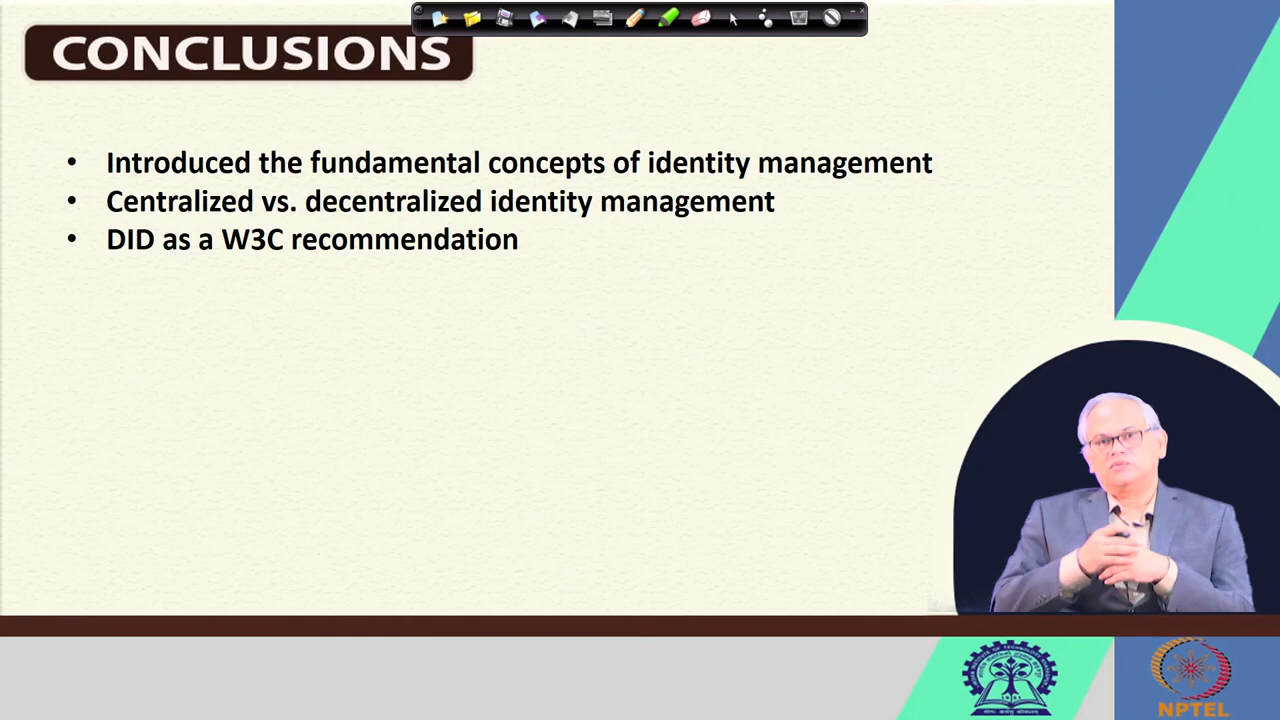 CONCLUSIONS
• Introduced the fundamental concepts of identity management
• Centralized vs. decentralized identity management
• DID as a W3C recommendation
NPTEL